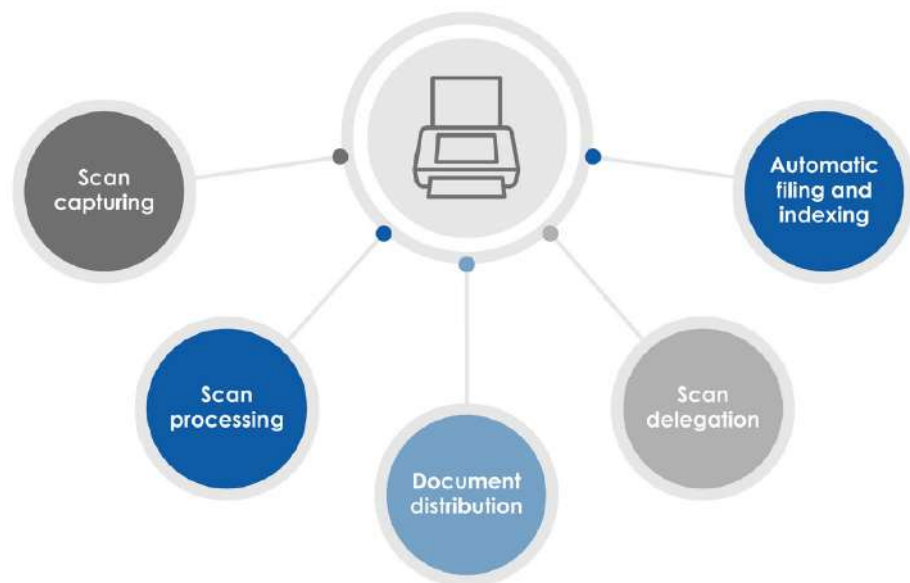 Scan
capturing
Automatic
filing and
indexing
Scan
processing
Scan
delegation
Document
distribution